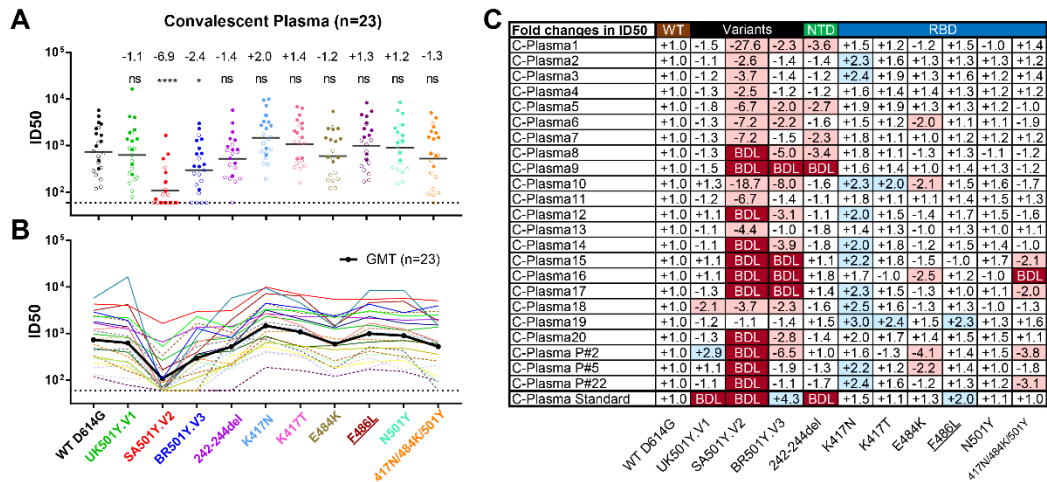 A
Convalescent Plasma (n=23)
-1.1 -6.9 -2.4 -1.4 +2.0 +1.4 -1.2 +1.3 +1.2 -1.3
ns **** * ns ns ns ns ns ns ns
ID50
10⁵
10⁴
10³
10²
B
GMT (n=23)
ID50
10⁵
10⁴
10³
10²
WT D614G
UK501Y.V1
SA501Y.V2
BR501Y.V3
242-244del
K417N
K417T
E484K
F486L
N501Y
417N/484K/501Y
C
Fold changes in ID50 WT Variants NTD RBD
C-Plasma1 +1.0 -1.5 -27.6 -2.3 -3.6 +1.5 +1.2 -1.2 +1.5 -1.0 +1.4
C-Plasma2 +1.0 -1.1 -2.6 -1.4 -1.4 +2.3 +1.6 +1.3 +1.4 +1.3 +1.2
C-Plasma3 +1.0 -1.2 -3.7 -1.4 -1.2 +2.4 +1.9 +1.3 +1.6 +1.2 +1.3
C-Plasma4 +1.0 -1.2 -2.5 -1.2 -1.2 +1.6 +1.4 +1.4 +1.3 +1.2 +1.2
C-Plasma5 +1.0 -1.8 -6.7 -2.0 -2.7 +1.9 +1.9 +1.3 +1.3 +1.2 -1.0
C-Plasma6 +1.0 -1.3 -7.2 -2.2 -1.6 +1.6 +1.2 -2.0 +1.1 +1.1 -1.9
C-Plasma7 +1.0 -1.2 -7.2 -1.5 -2.3 +1.8 +1.1 +1.0 +1.2 +1.2 -1.1
C-Plasma8 +1.0 -1.3 BDL -5.0 -3.4 +1.8 +1.1 -1.3 +1.3 -1.1 -1.2
C-Plasma9 +1.0 -1.5 BDL BDL BDL +1.6 +1.2 -1.3 +1.1 +1.2 -1.3
C-Plasma10 +1.0 +1.3 -18.7 -8.0 -1.6 +2.3 +2.0 -2.1 +1.4 +1.6 -1.7
C-Plasma11 +1.0 -1.1 -6.7 -1.4 -1.1 +1.8 +1.4 -1.2 +1.5 +1.2 +1.3
C-Plasma12 +1.0 +1.1 BDL -3.1 -1.2 +2.0 +1.5 -1.4 +1.7 +1.5 -1.6
C-Plasma13 +1.0 -1.1 -4.4 -1.0 -1.8 +1.8 +1.4 -1.2 +1.2 +1.1 -1.2
C-Plasma14 +1.0 -1.1 BDL -3.9 -1.8 +2.0 +1.4 -1.2 +1.5 +1.4 -1.0
C-Plasma15 +1.0 +1.1 BDL BDL +1.1 +2.2 +1.8 -1.2 +1.3 +1.1 -2.1
C-Plasma16 +1.0 -1.1 BDL BDL +1.8 +1.7 -1.0 -2.5 +1.2 -1.0 BDL
C-Plasma17 +1.0 -1.1 BDL BDL +1.2 +2.3 +1.5 -1.3 +1.0 +1.1 -2.0
C-Plasma18 +1.0 -2.1 -3.7 -2.3 -1.6 +2.5 +1.6 -1.3 +1.3 -1.0 -1.3
C-Plasma19 +1.0 -1.2 -1.1 -1.4 +1.2 +3.0 +2.4 +1.5 +2.3 +1.3 +1.6
C-Plasma20 +1.0 -1.3 BDL -2.8 -1.4 +2.0 +1.7 +1.4 +1.8 +1.2 +1.1
C-Plasma P#2 +1.0 +2.9 BDL -6.5 +1.0 +1.6 -1.3 -4.1 +1.1 +1.5 -3.8
C-Plasma P#5 +1.0 +1.1 BDL -1.9 -1.3 +2.2 +1.2 -2.2 +1.5 +1.4 -1.8
C-Plasma P#22 +1.0 -1.1 BDL -1.1 -1.7 +2.4 +1.6 -1.1 +1.5 +1.2 -3.1
C-Plasma Standard +1.0 BDL BDL +4.3 BDL +1.5 +1.1 +1.3 +2.0 +1.2 +1.0
WT D614G
UK501Y.V1
SA501Y.V2
BR501Y.V3
242-244del
K417N
K417T
E484K
F486L
N501Y
417N/484K/501Y